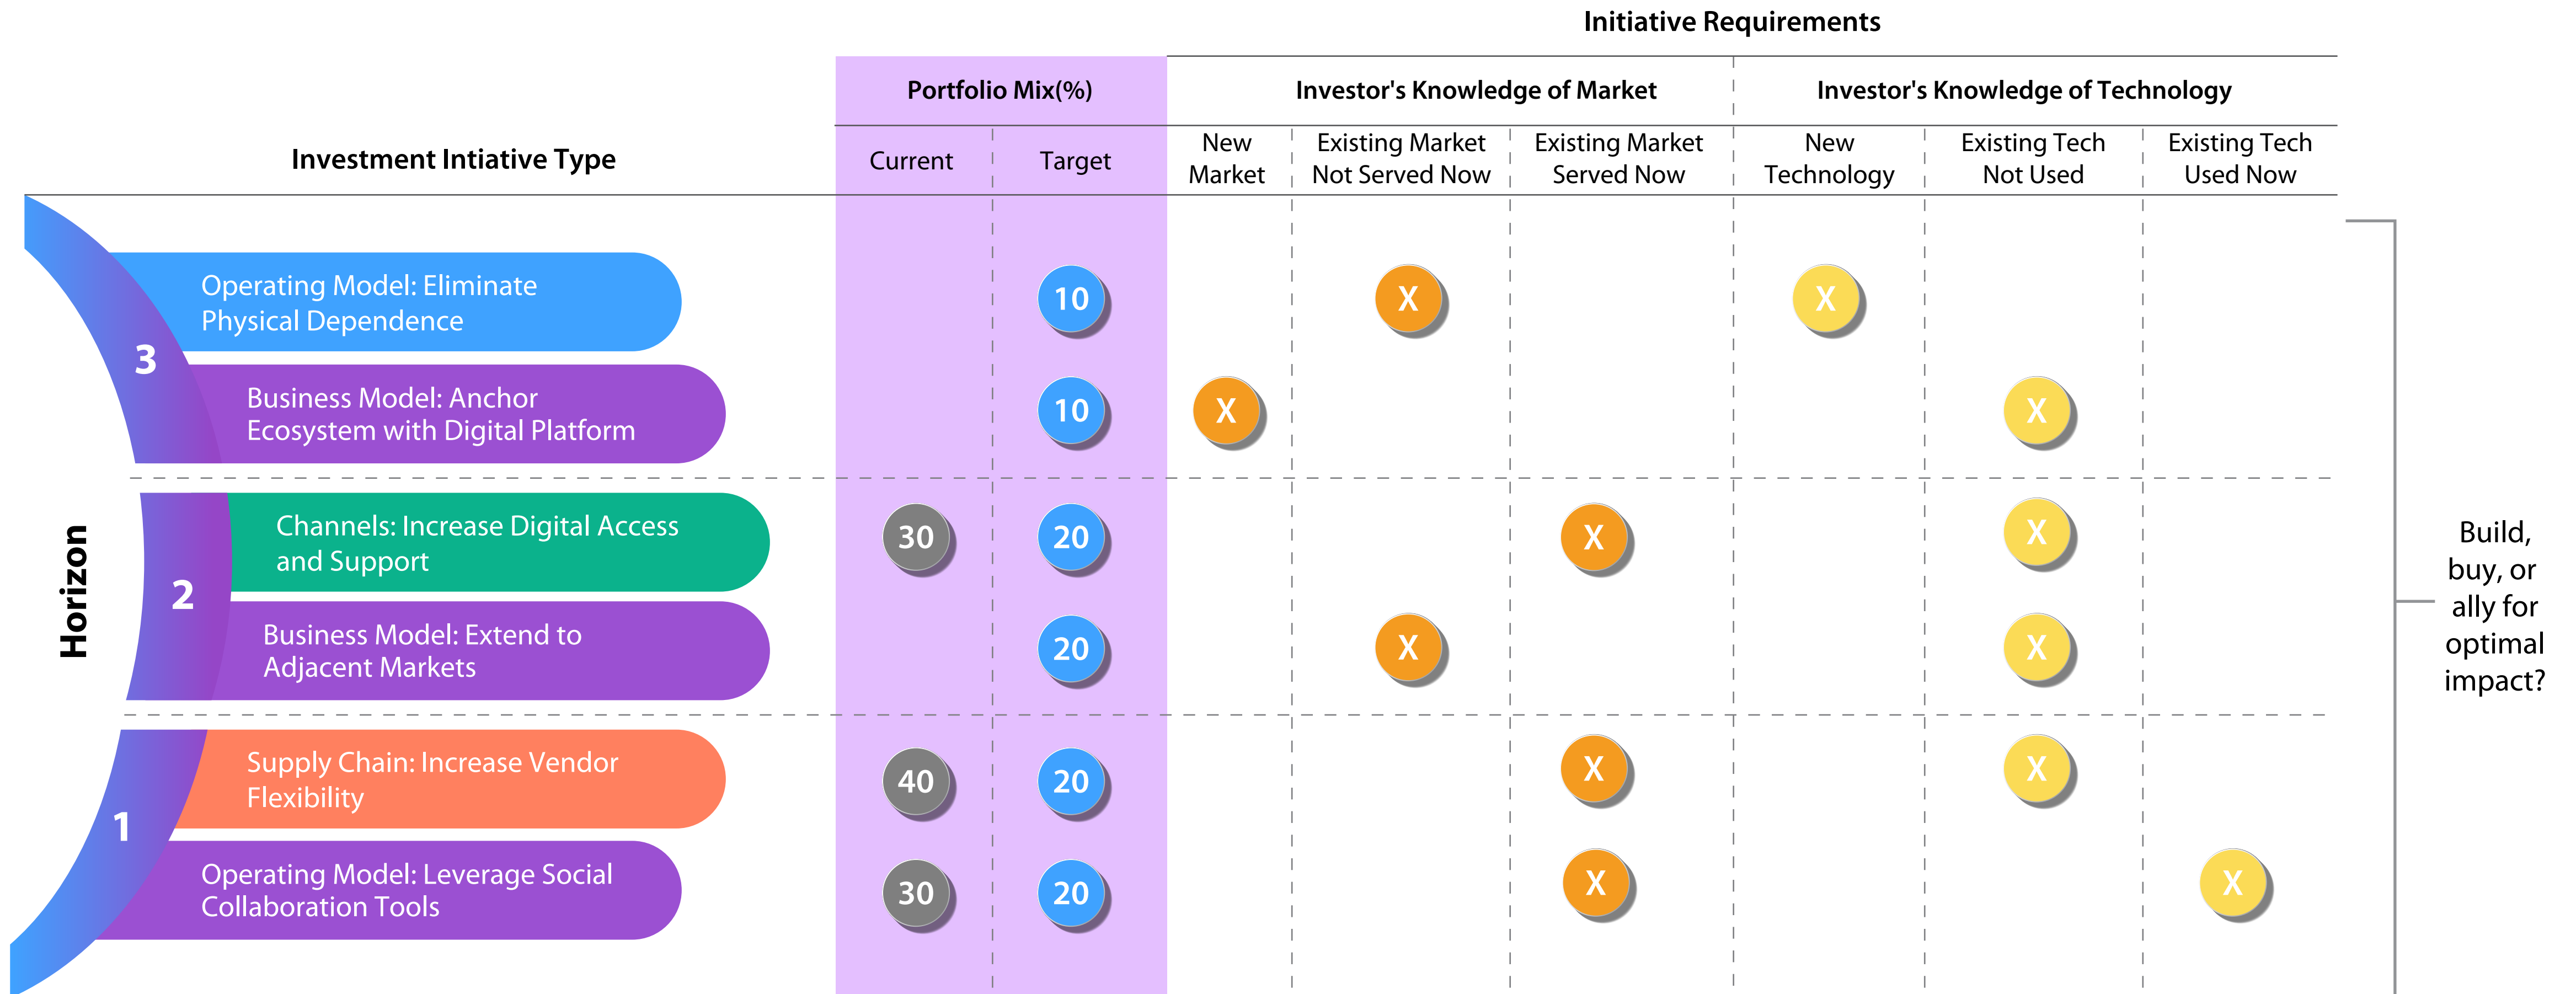 Initiative Requirements
Portfolio Mix(%)
Investor's Knowledge of Market
Investor's Knowledge of Technology
Investment Intiative Type
Current
Target
New
Market
Existing Market
Not Served Now
Existing Market
Served Now
New
Technology
Existing Tech
Not Used
Existing Tech
Used Now
Horizon
3
Operating Model: Eliminate
Physical Dependence
10
X
X
Business Model: Anchor
Ecosystem with Digital Platform
10
X
X
2
Channels: Increase Digital Access
and Support
30
20
X
X
Business Model: Extend to
Adjacent Markets
20
X
X
1
Supply Chain: Increase Vendor
Flexibility
40
20
X
X
Operating Model: Leverage Social
Collaboration Tools
30
20
X
X
Build,
buy, or
ally for
optimal
impact?